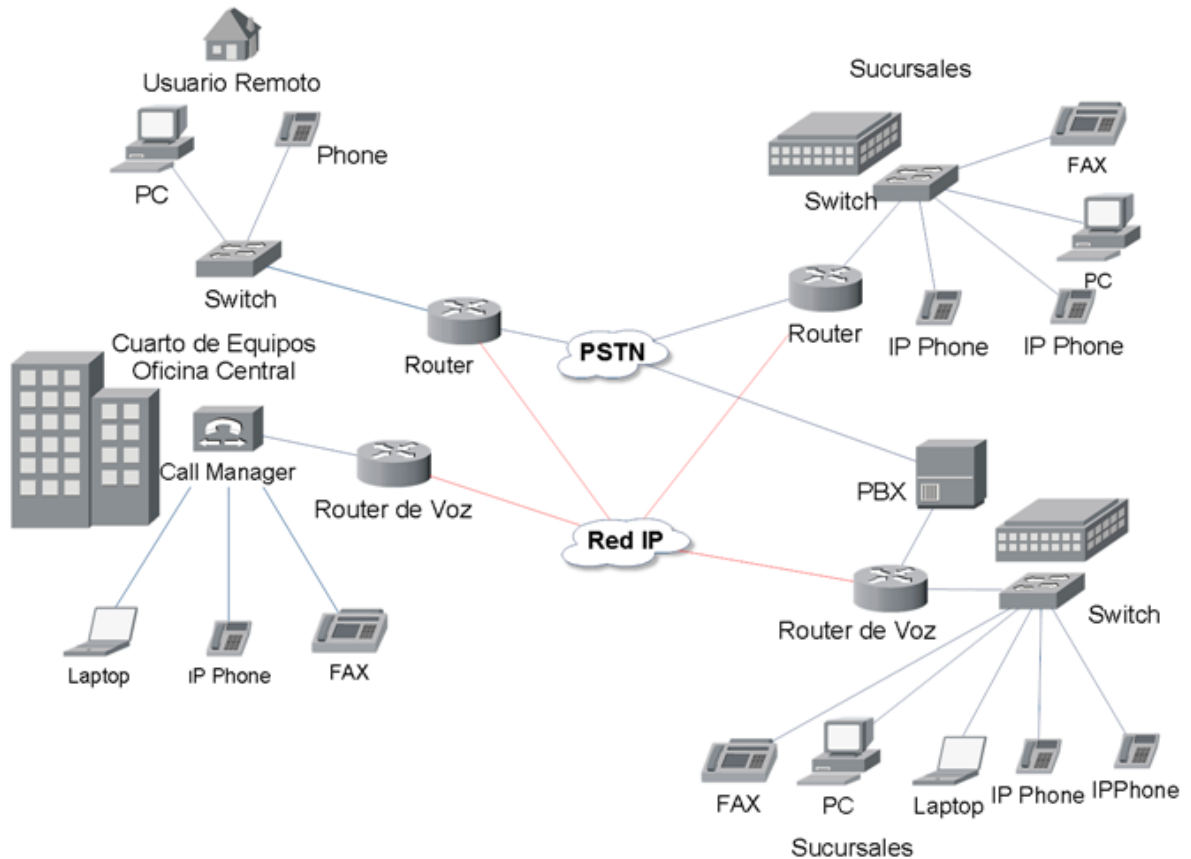 Usuario Remoto
Sucursales
Phone
PC
FAX
Switch
Switch
PC
Router
Router
IP Phone
IP Phone
PSTN
Cuarto de Equipos
Oficina Central
Call Manager
Router de Voz
PBX
Red IP
Router de Voz
Switch
Laptop
IP Phone
FAX
FAX
PC
Laptop
IP Phone
IPPhone
Sucursales